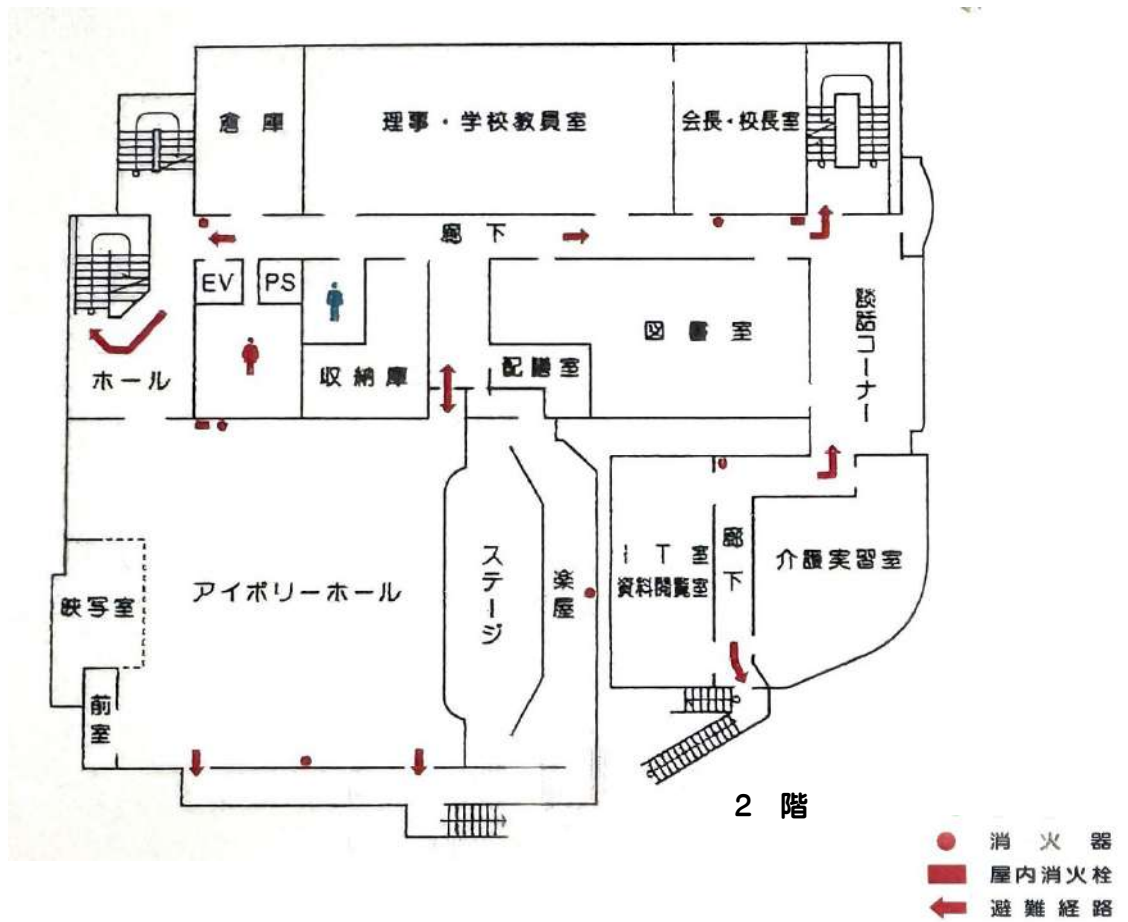 倉庫
理事・学校教員室
会長・校長室
廊下
EV
PS
談話コーナー
図書室
配膳室
収納庫
ホール
アイボリーホール
ステージ
楽屋
IT室
資料閲覧室
廊下
介護実習室
映写室
前室
2 階
消火器
屋内消火栓
避難経路